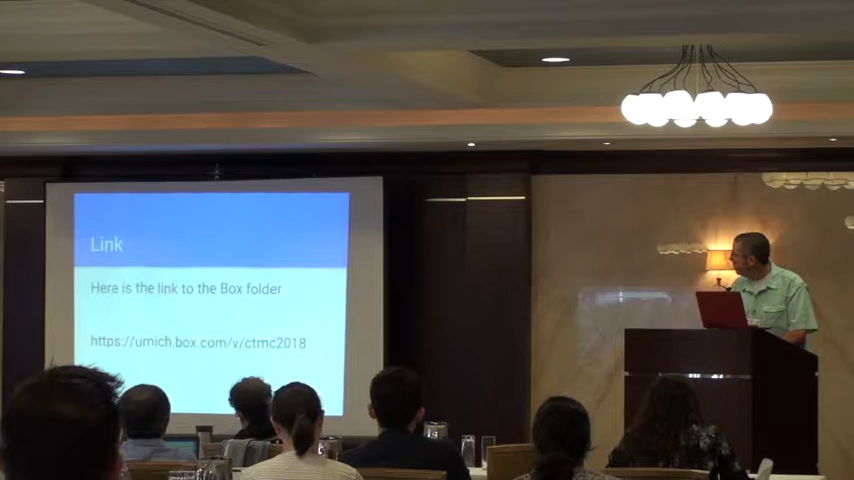 Link
Here is the link to the Box folder
https://umich.box.com/v/ctmc2018